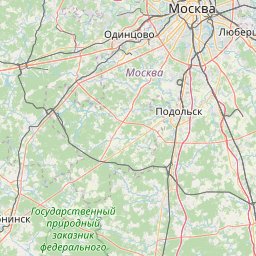 Москва
Одинцово
Люберц
Москва
Подольск
нинск
Государственный
природный
заказник
федерального